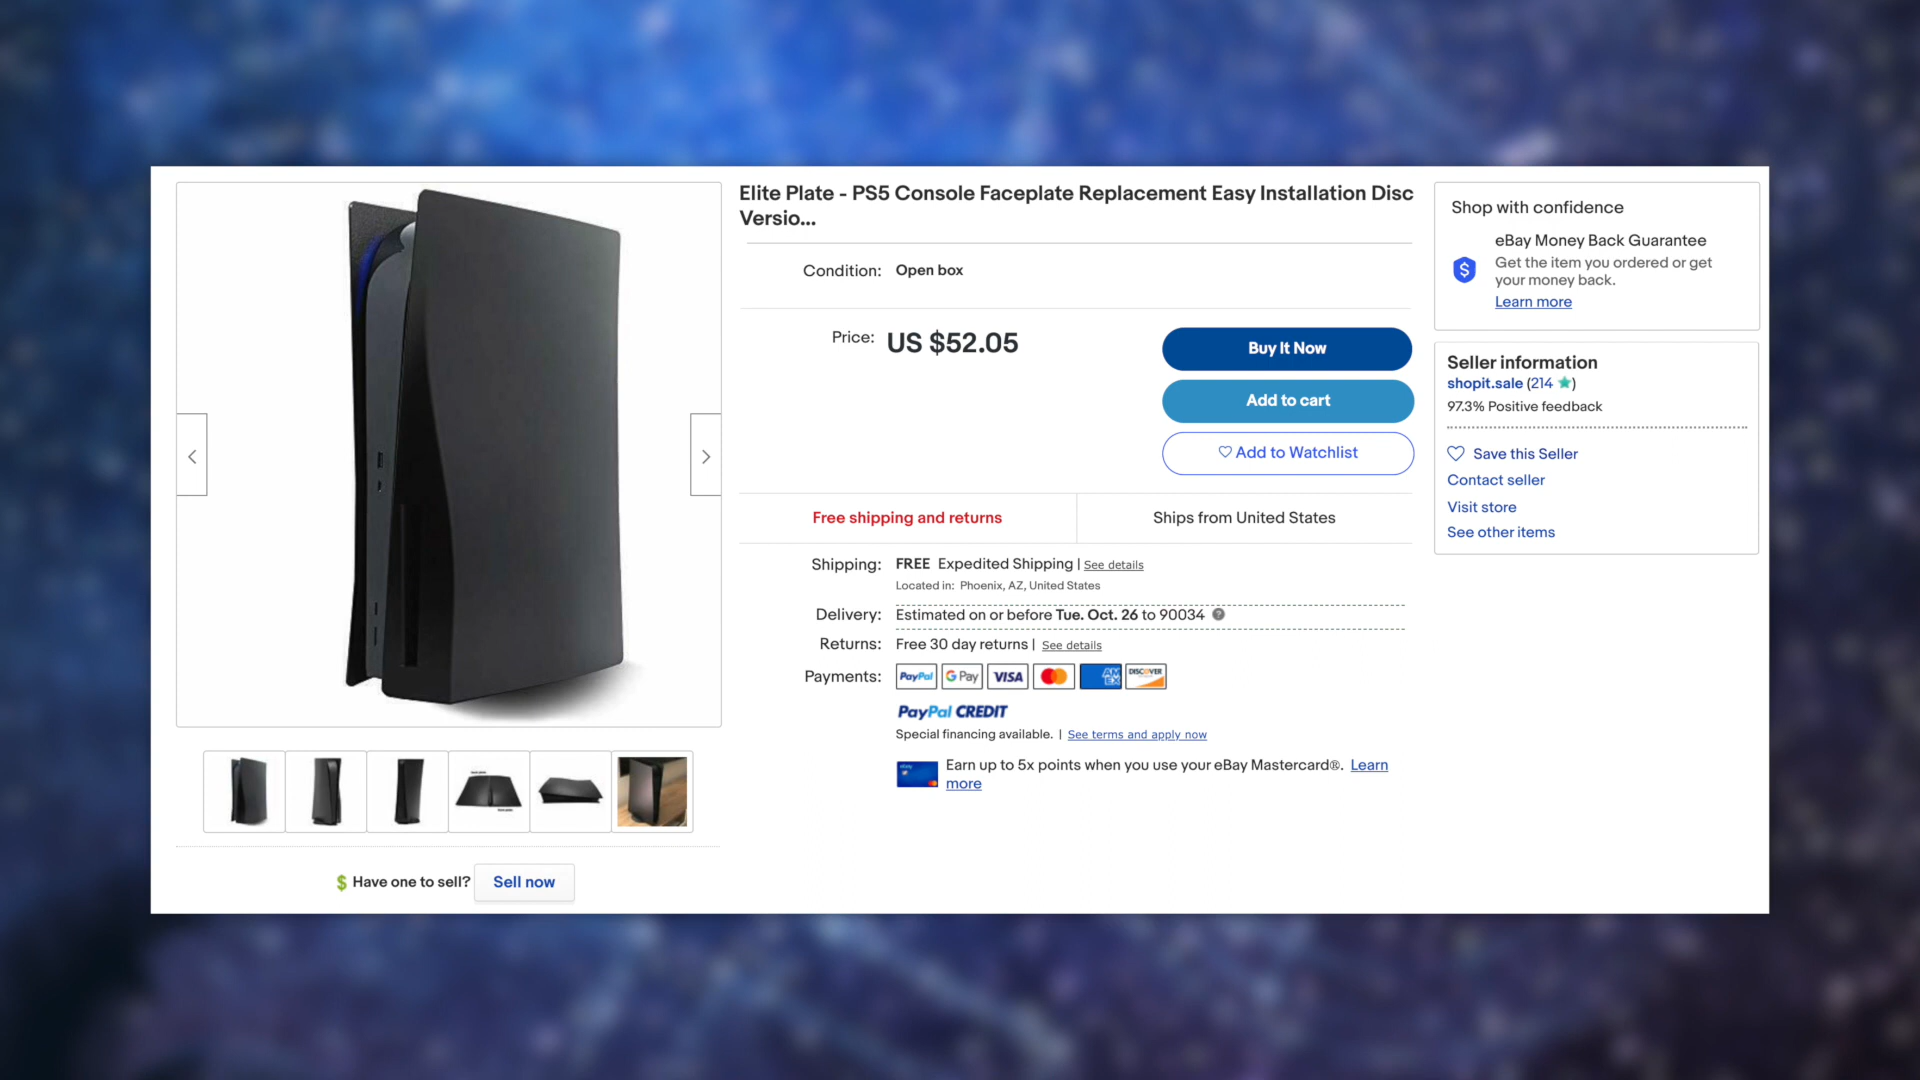 Elite Plate - PS5 Console Faceplate Replacement Easy Installation Disc
Versio...
Condition: Open box
Price: US $52.05
Buy It Now
Add to cart
Add to Watchlist
Free shipping and returns
Ships from United States
Shipping: FREE Expedited Shipping | See details
Located in: Phoenix, AZ, United States
Delivery: Estimated on or before Tue. Oct. 26 to 90034
Returns: Free 30 day returns | See details
Payments: PayPal G Pay VISA AM EX DISCOVER
PayPal CREDIT
Special financing available. | See terms and apply now
Earn up to 5x points when you use your eBay Mastercard®. Learn
more
Shop with confidence
eBay Money Back Guarantee
Get the item you ordered or get
your money back.
Learn more
Seller information
shopit.sale (214)
97.3% Positive feedback
Save this Seller
Contact seller
Visit store
See other items
$ Have one to sell? Sell now